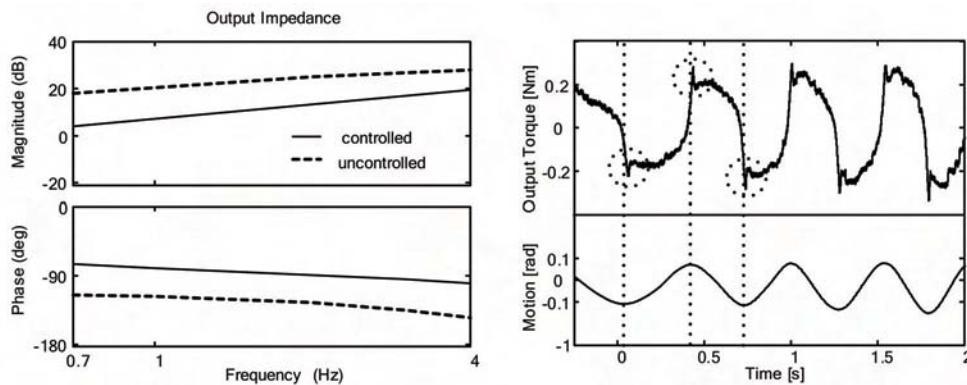 Output Impedance
Magnitude (dB)
40
20
0
-20
controlled
uncontrolled
Phase (deg)
0
-90
-180
0.7
1
4
Frequency (Hz)
Output Torque [Nm]
0.2
0
-0.2
Motion [rad]
0.1
0
-0.1
-1
0
0.5
1
1.5
2
Time [s]